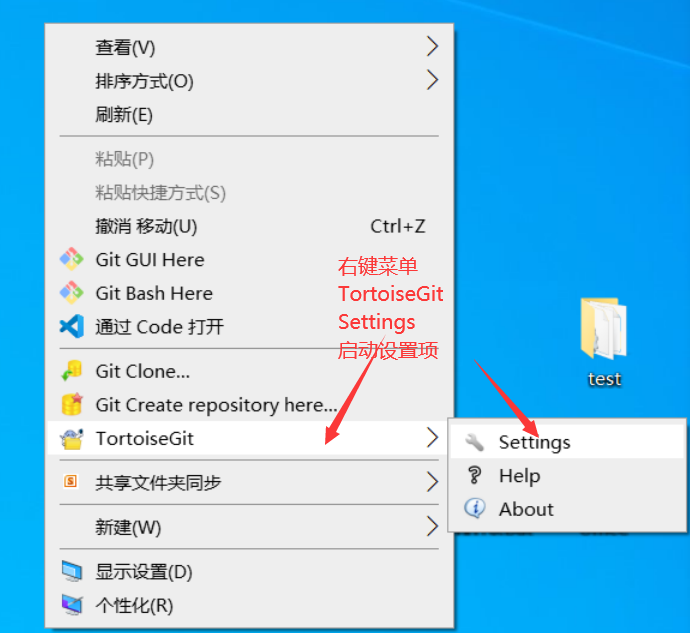 查看(V)
排序方式(O)
刷新(E)
粘贴(P)
粘贴快捷方式(S)
撤消 移动(U) Ctrl+Z
Git GUI Here
Git Bash Here
通过 Code 打开
右键菜单
TortoiseGit
Settings
启动设置项
Git Clone...
Git Create repository here...
TortoiseGit
共享文件夹同步
新建(W)
显示设置(D)
个性化(R)
test
Settings
Help
About